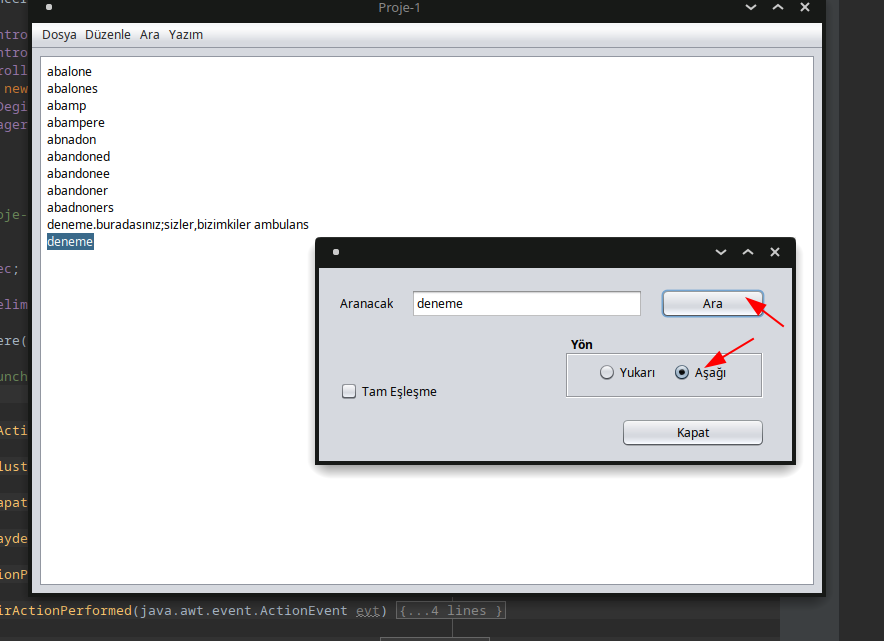 Proje-1
Dosya Düzenle Ara Yazım
abalone
abalones
abamp
abampere
abnadon
abandoned
abandonee
abandoner
abadnoners
deneme.buradasınız;sizler,bizimkiler ambulans
deneme
Aranacak deneme Ara
Yön
Yukarı Aşağı
Tam Eşleşme
Kapat
ntro
ntro
roll
new
Degi
ager
oje-
ec;
elim
ere(
unch
Acti
lust
apat
ayde
ionP
irActionPerformed(java.awt.event.ActionEvent evt) {...4 lines }